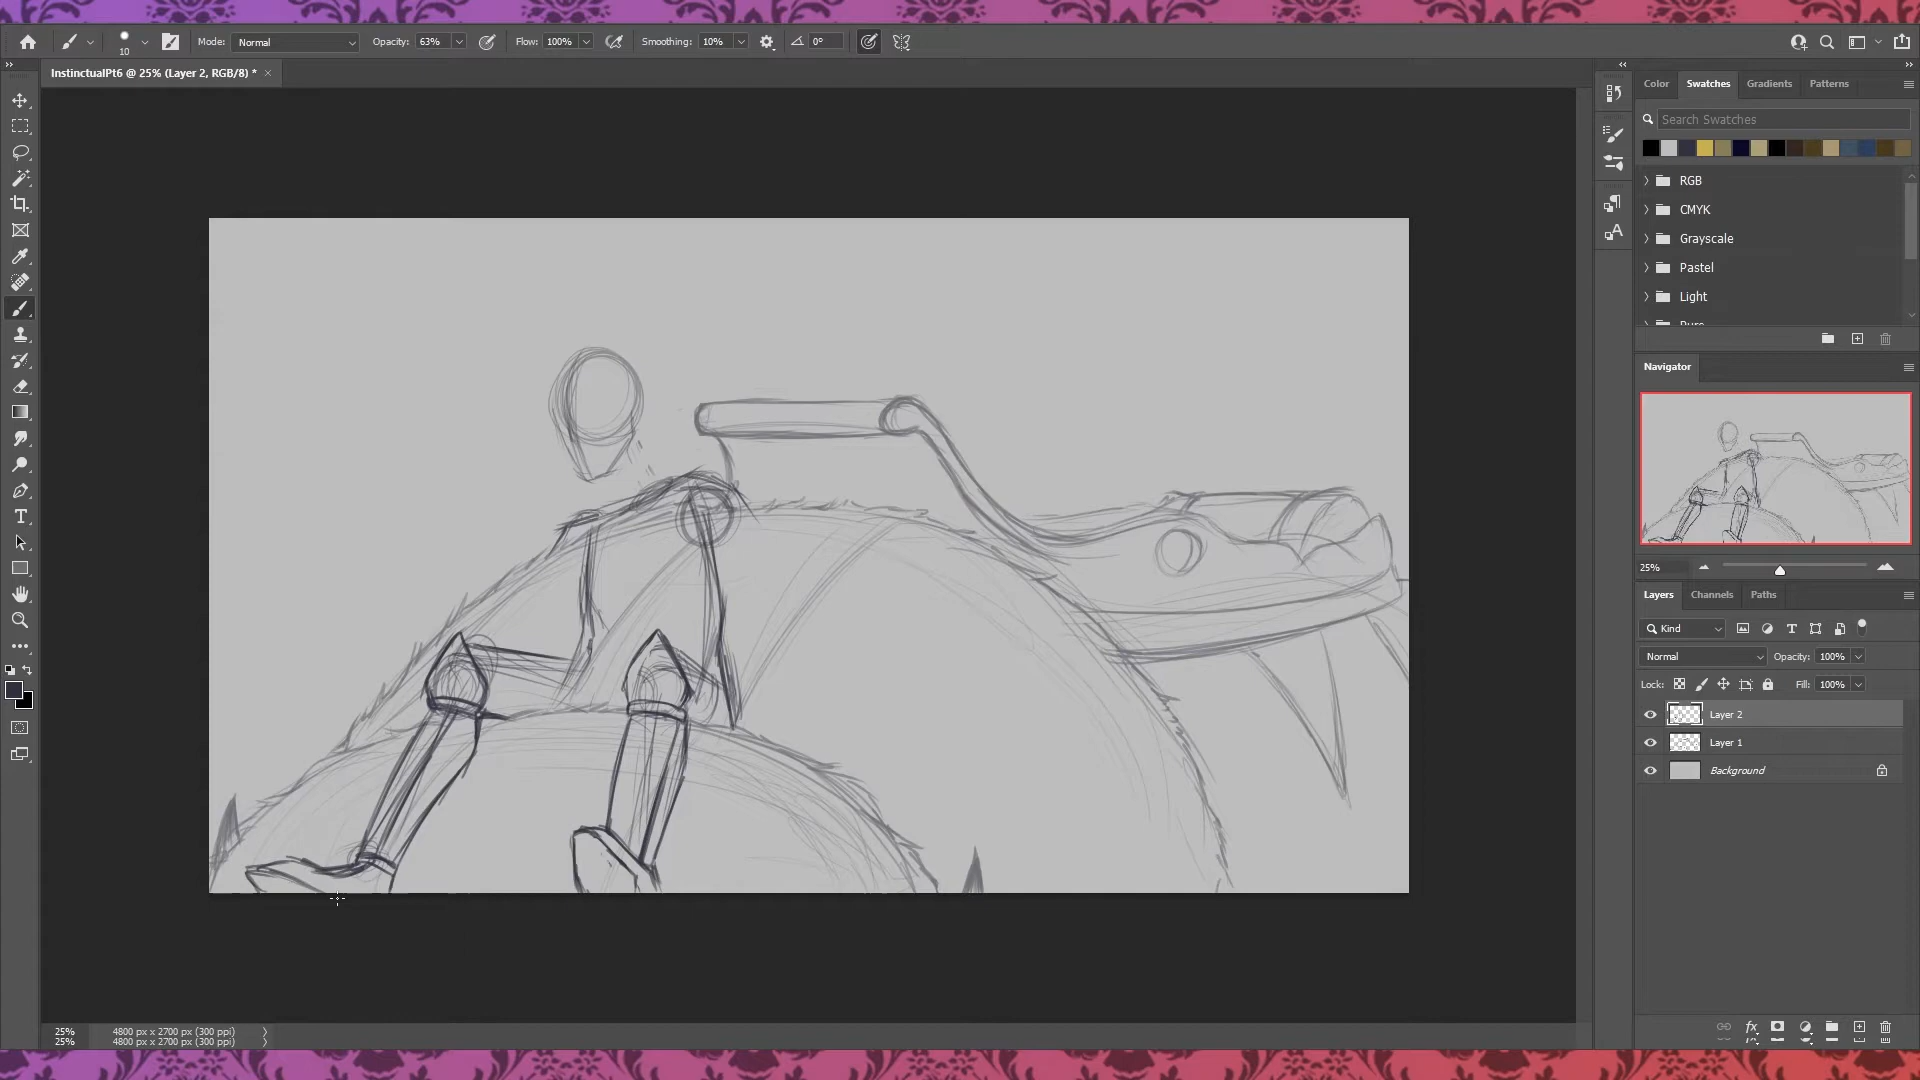 10
Mode: Normal
Opacity: 63%
Flow: 100%
Smoothing: 10%
0°
InstinctualPt6 @ 25% (Layer 2, RGB/8) * ×
Color Swatches Gradients Patterns
Search Swatches
RGB
CMYK
Grayscale
Pastel
Light
Pure
Navigator
25%
Layers Channels Paths
Kind
Normal Opacity: 100%
Lock: Fill: 100%
Layer 2
Layer 1
Background
fx
25% 4800 px x 2700 px (300 ppi)
25% 4800 px x 2700 px (300 ppi)